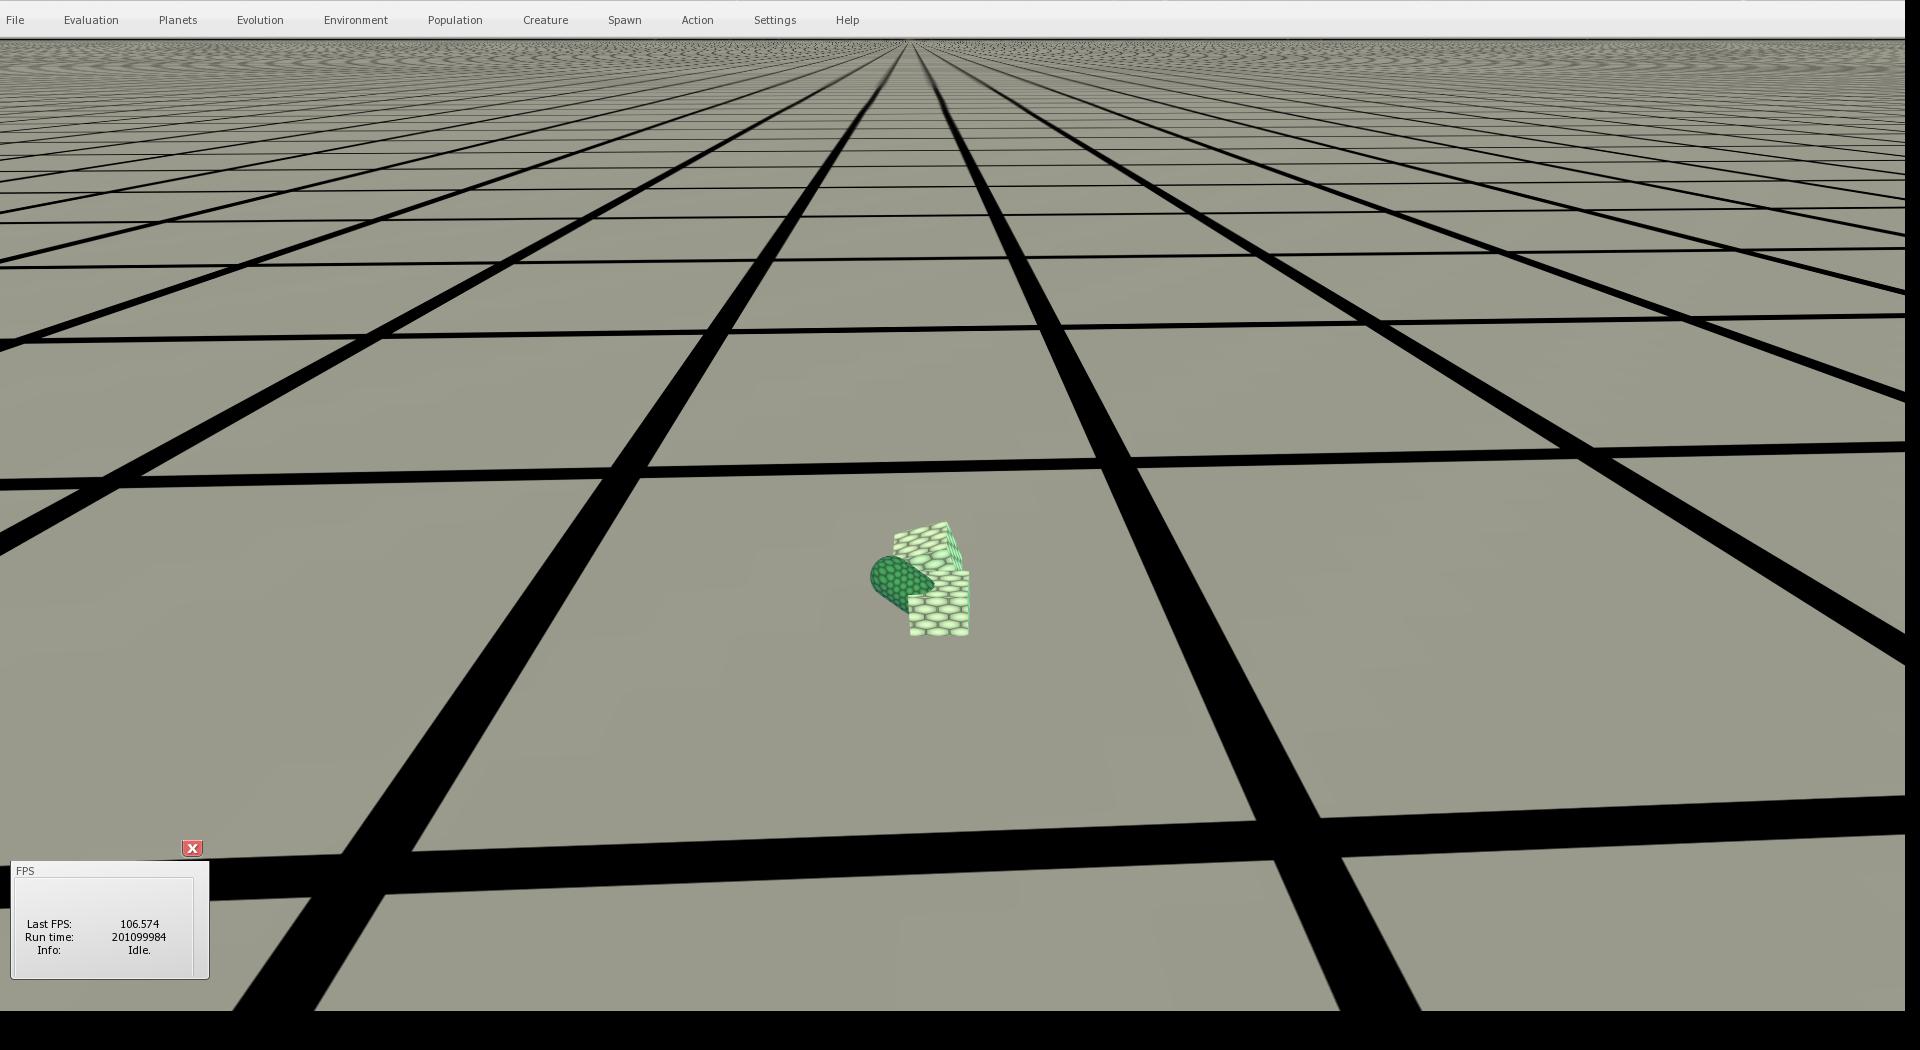 File Evaluation Planets Evolution Environment Population Creature Spawn Action Settings Help
FPS
Last FPS: 106.574
Run time: 201099984
Info: Idle.